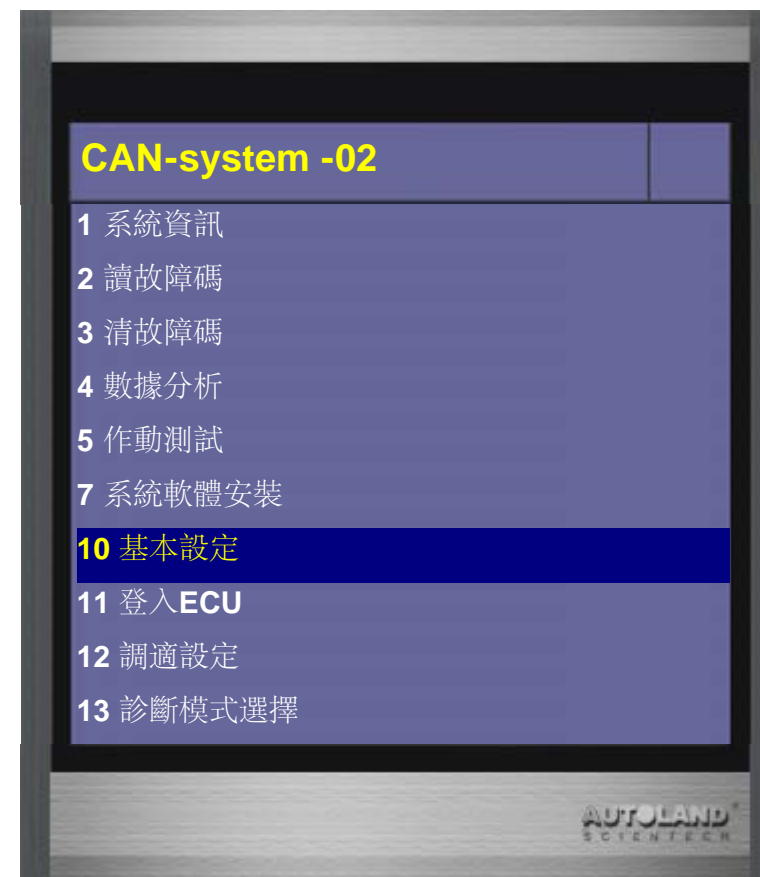 CAN-system -02
1 系統資訊
2 讀故障碼
3 清故障碼
4 數據分析
5 作動測試
7 系統軟體安裝
10 基本設定
11 登入ECU
12 調適設定
13 診斷模式選擇
AUTOLAND
SCIENTECH